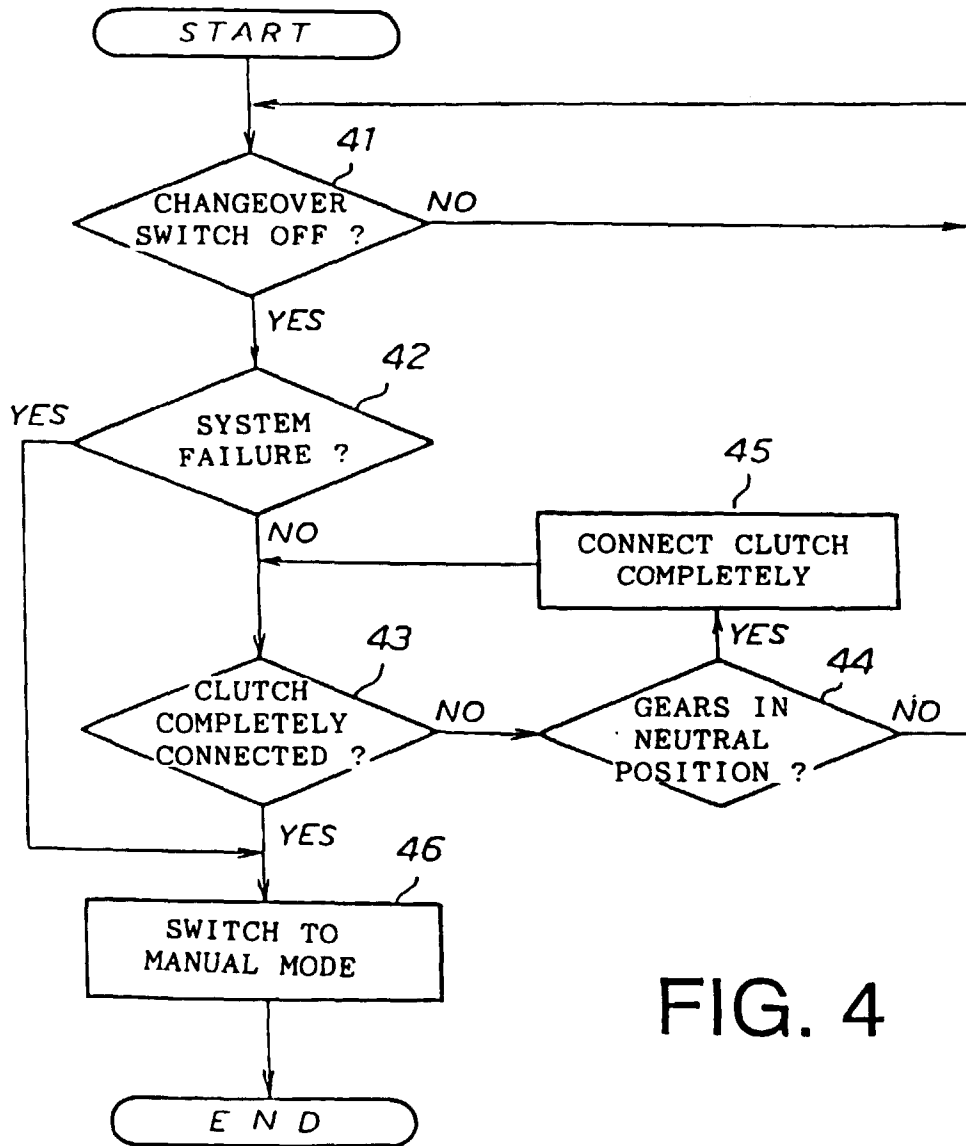 START
41
CHANGEOVER
SWITCH OFF ?
NO
YES
42
YES
SYSTEM
FAILURE ?
NO
45
CONNECT CLUTCH
COMPLETELY
YES
43
CLUTCH
COMPLETELY
CONNECTED ?
NO
44
GEARS IN
NEUTRAL
POSITION ?
NO
YES
46
SWITCH TO
MANUAL MODE
FIG. 4
END